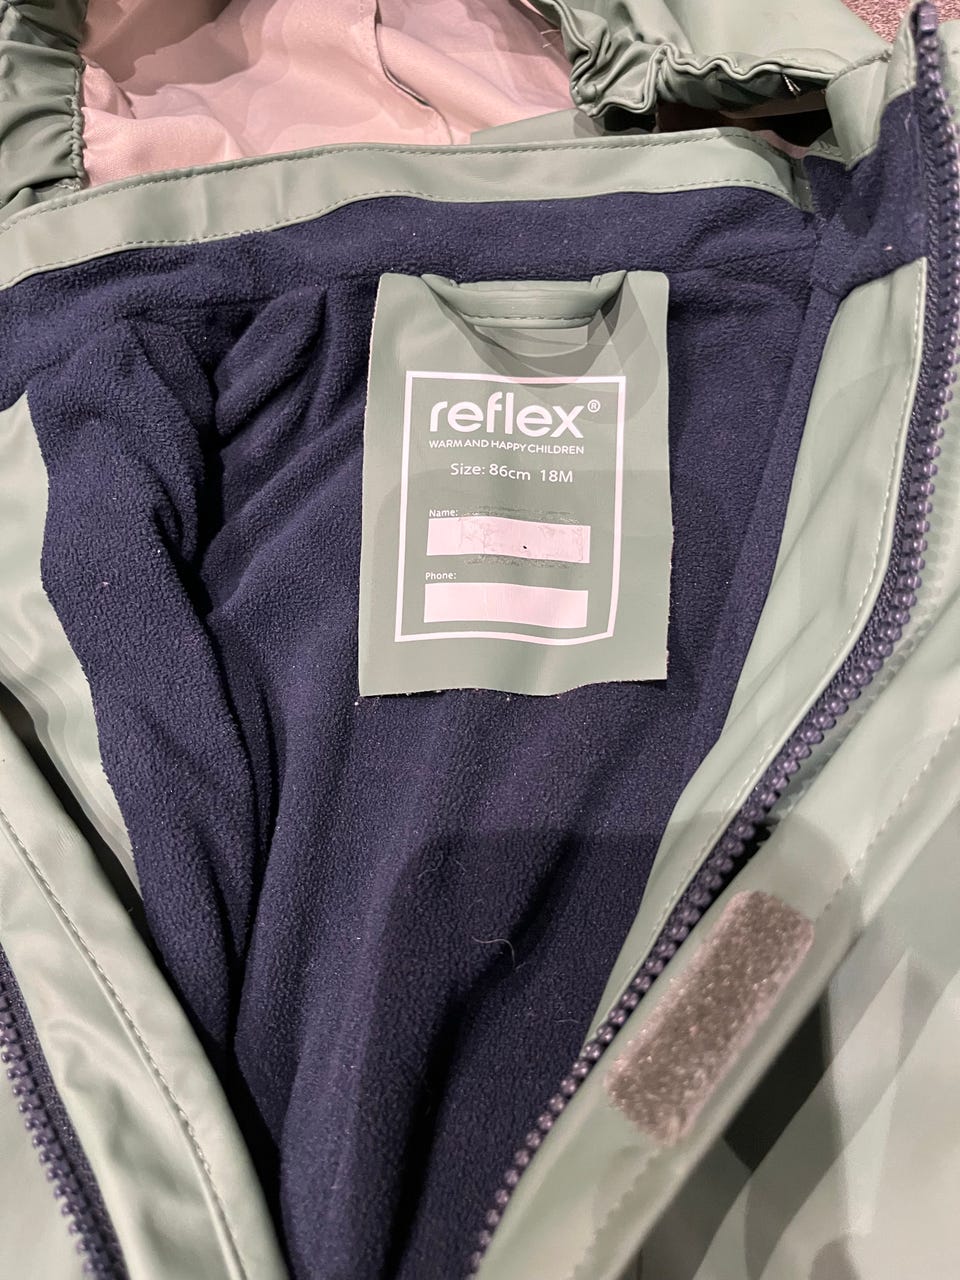 reflex®
WARM AND HAPPY CHILDREN
Size: 86cm 18M
Name:
Phone: